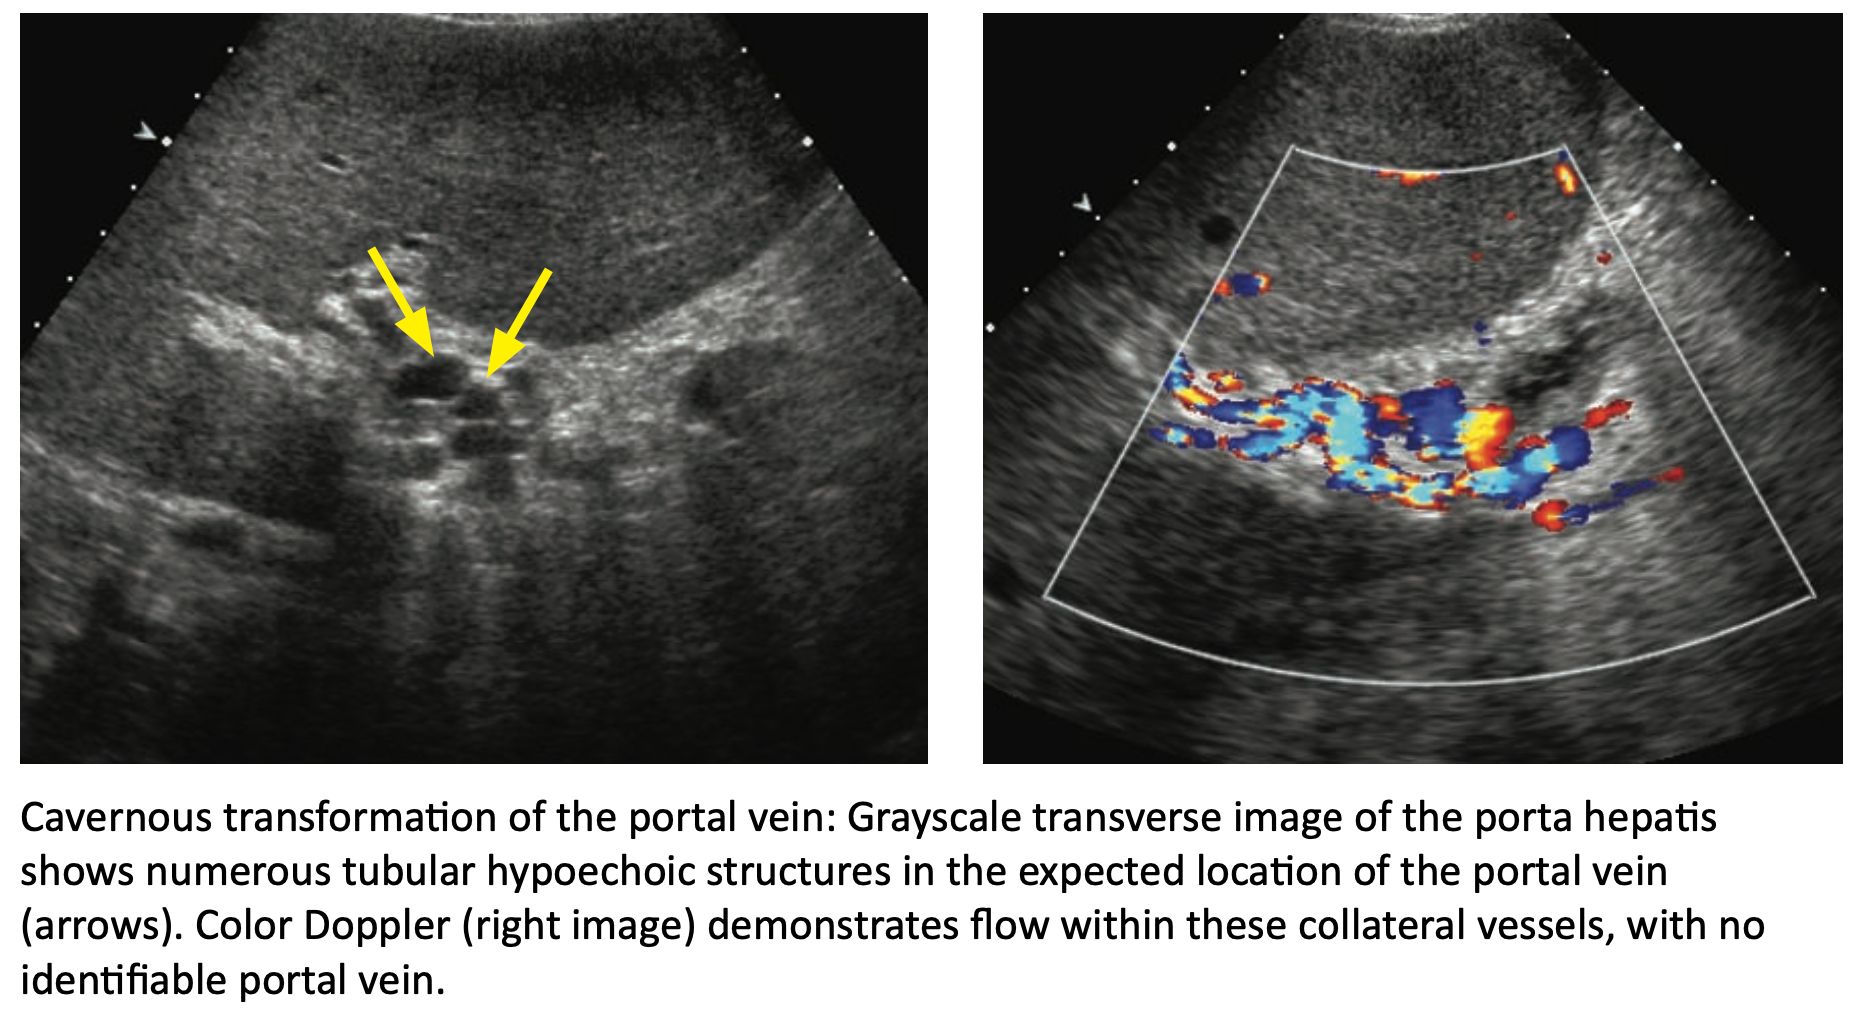 Cavernous transformation of the portal vein: Grayscale transverse image of the porta hepatis
shows numerous tubular hypoechoic structures in the expected location of the portal vein
(arrows). Color Doppler (right image) demonstrates flow within these collateral vessels, with no
identifiable portal vein.